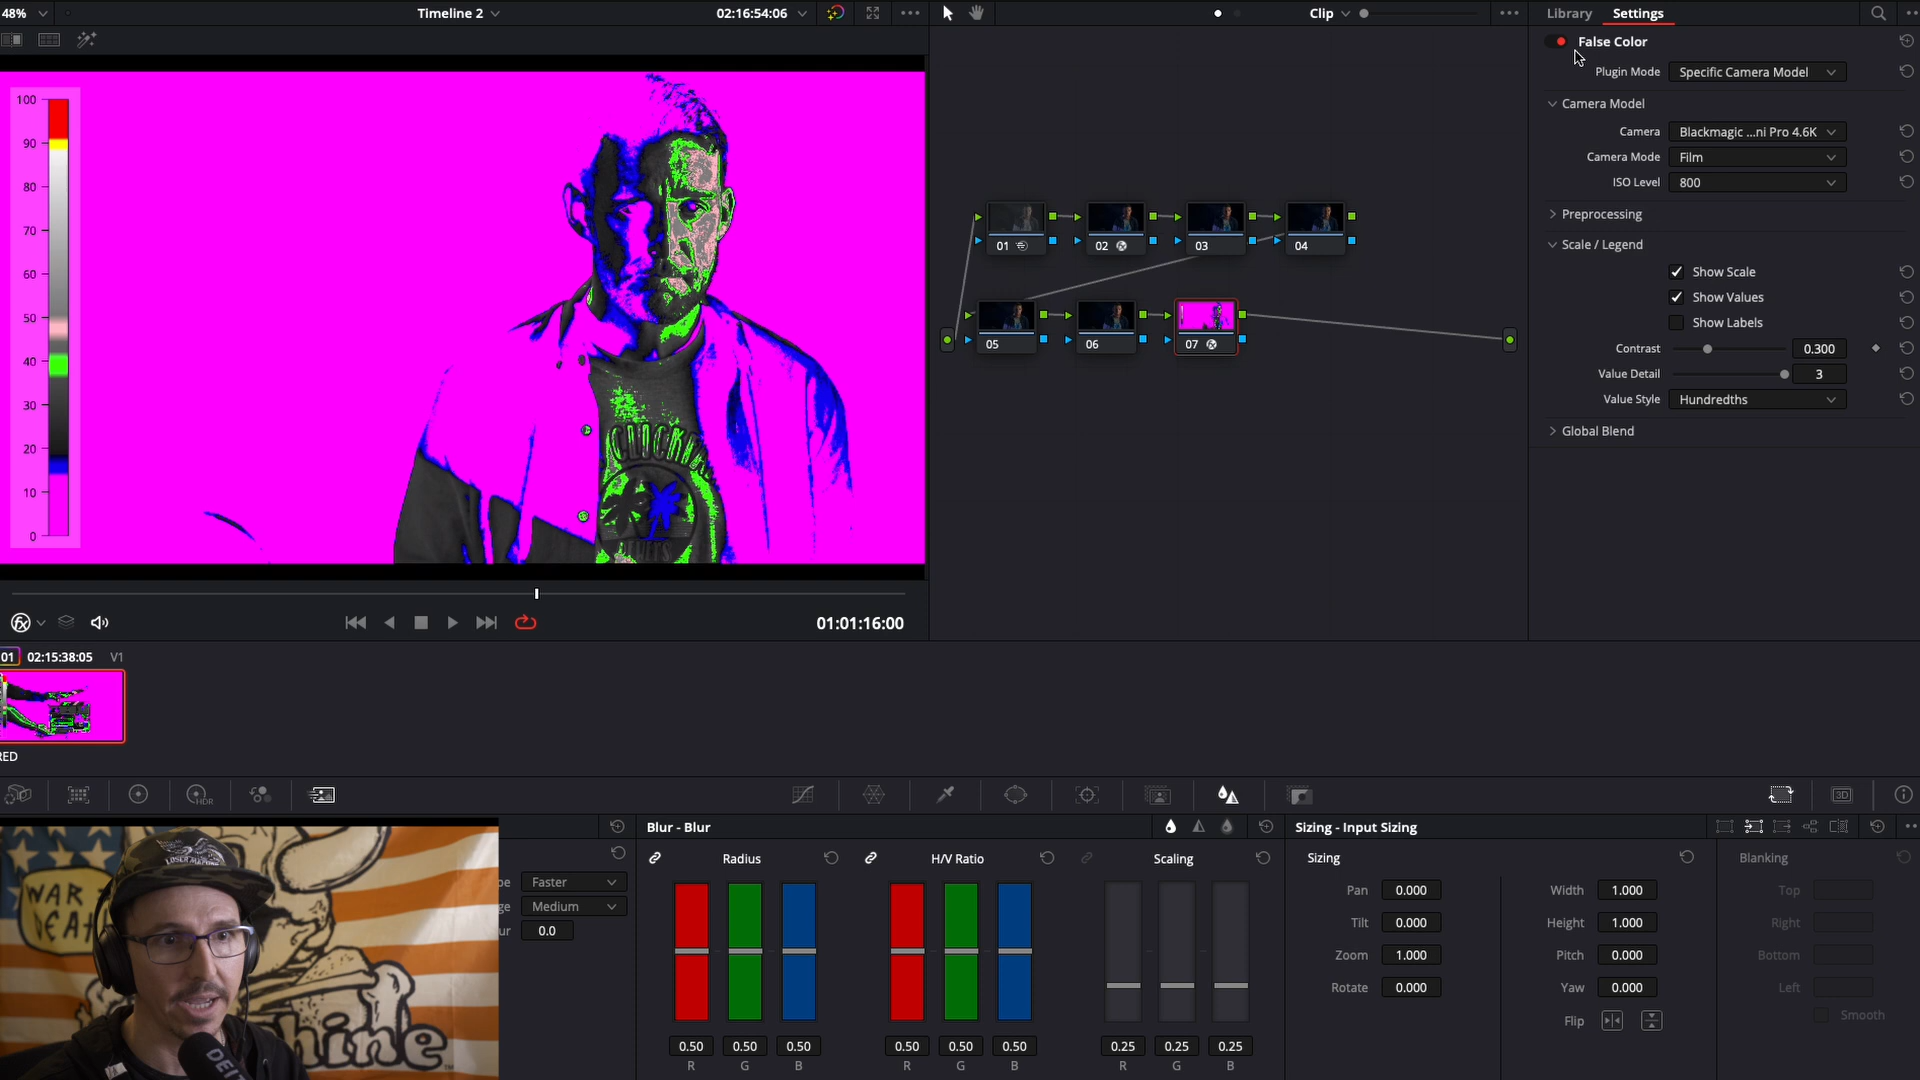 48%
Timeline 2
02:16:54:06
Clip
Library
Settings
False Color
Plugin Mode
Specific Camera Model
Camera Model
Camera
Blackmagic ...ni Pro 4.6K
Camera Mode
Film
ISO Level
800
Preprocessing
Scale / Legend
Show Scale
Show Values
Show Labels
Contrast
0.300
Value Detail
3
Value Style
Hundredths
Global Blend
100
90
80
70
60
50
40
30
20
10
0
01
02
03
04
05
06
07
01:01:16:00
01
02:15:38:05
V1
RED
HDR
3D
Blur - Blur
Sizing - Input Sizing
Faster
Medium
0.0
Radius
H/V Ratio
Scaling
0.50
0.50
0.50
0.50
0.50
0.50
0.25
0.25
0.25
R
G
B
R
G
B
R
G
B
Sizing
Pan
0.000
Width
1.000
Tilt
0.000
Height
1.000
Zoom
1.000
Pitch
0.000
Rotate
0.000
Yaw
0.000
Flip
Blanking
Top
Right
Bottom
Left
Smooth
WAR
DEAT
hine
DEIT